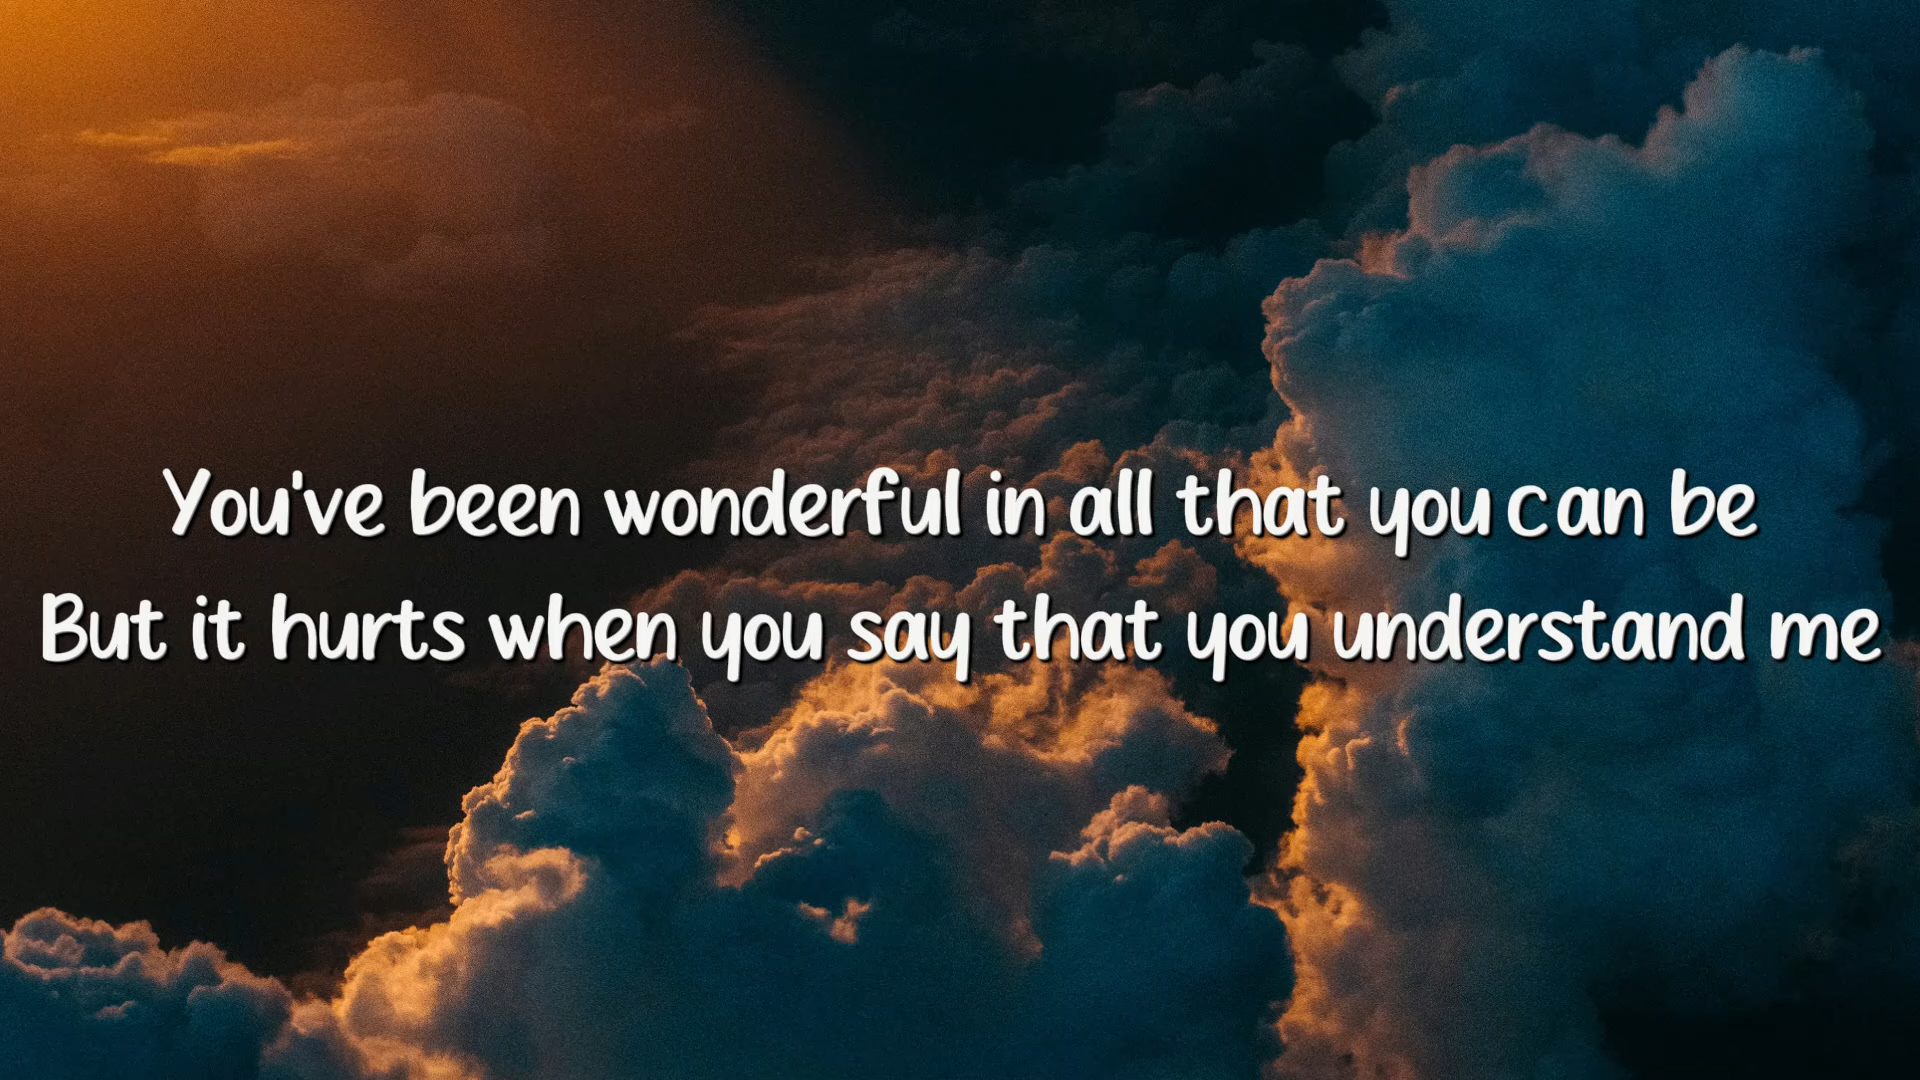 You've been wonderful in all that you can be
But it hurts when you say that you understand me